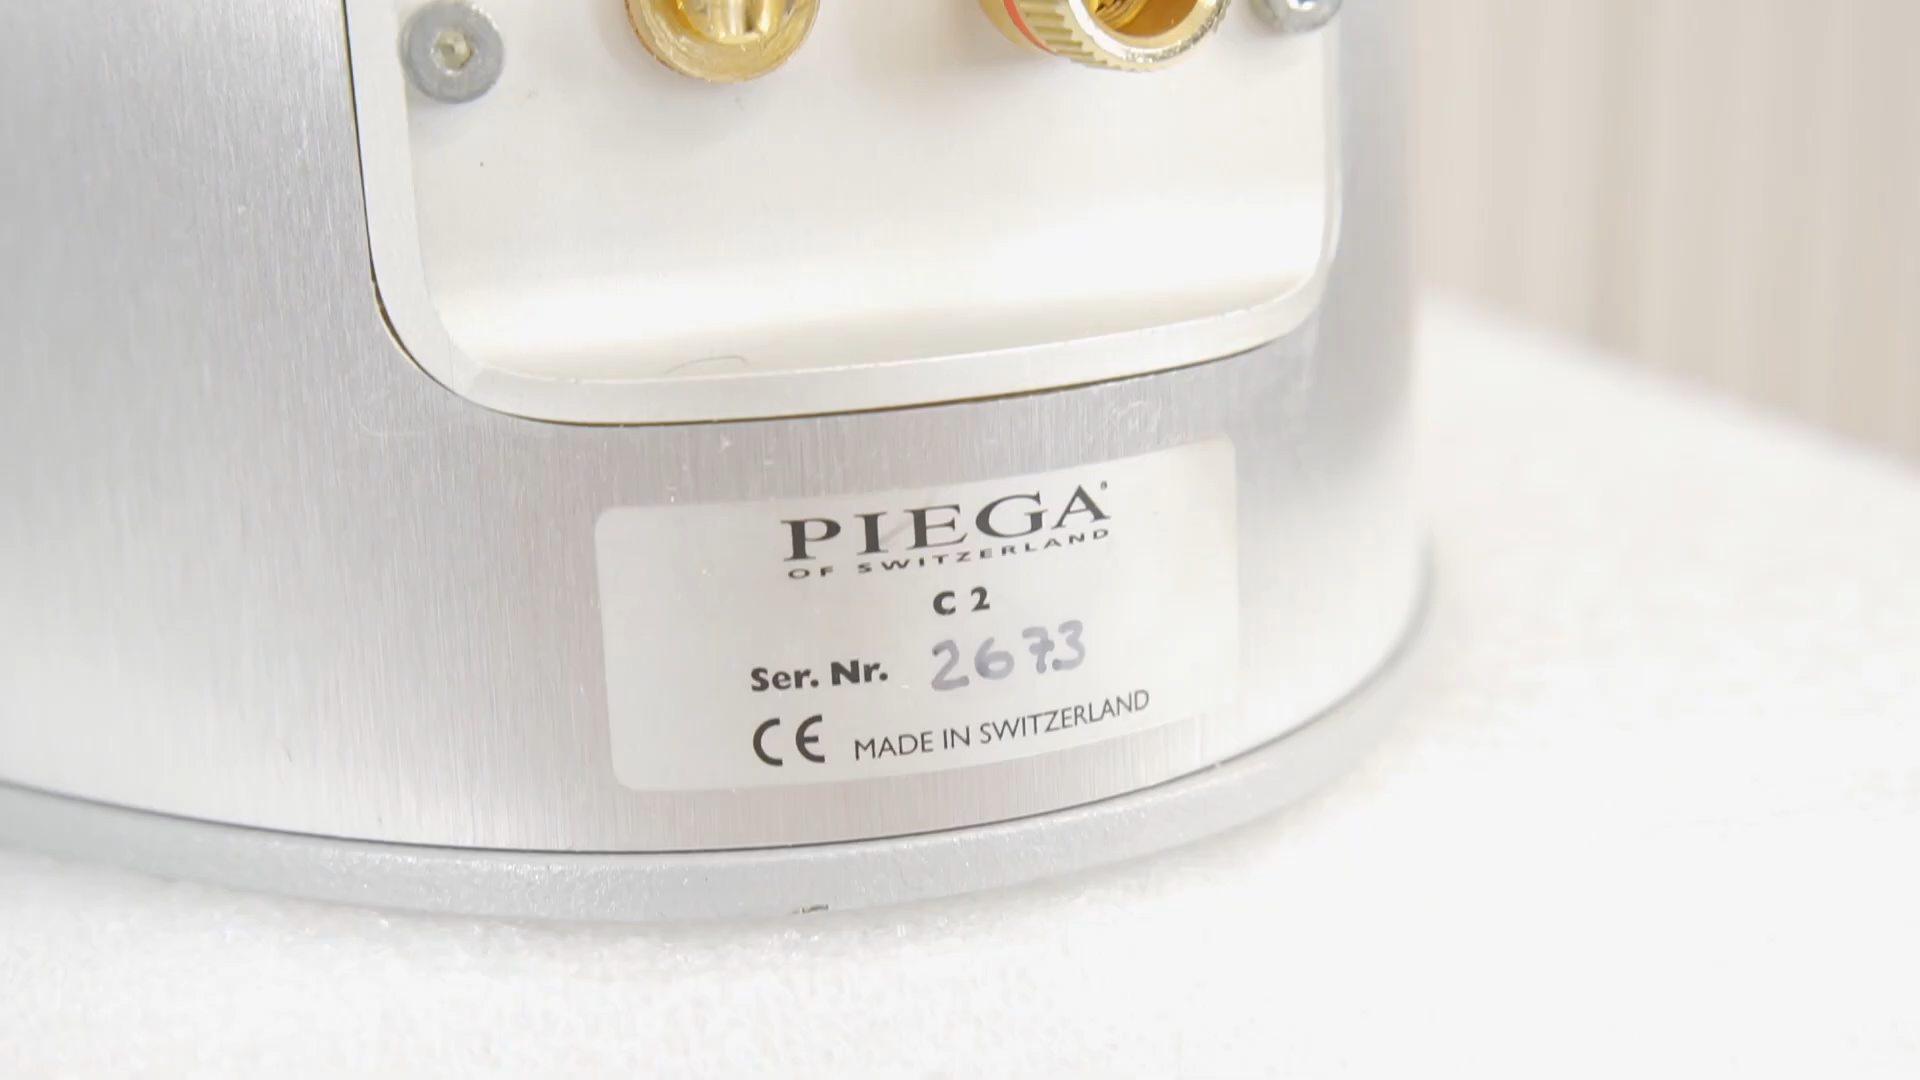 PIEGA®
OF SWITZERLAND
C 2
Ser. Nr. 2673
CE MADE IN SWITZERLAND